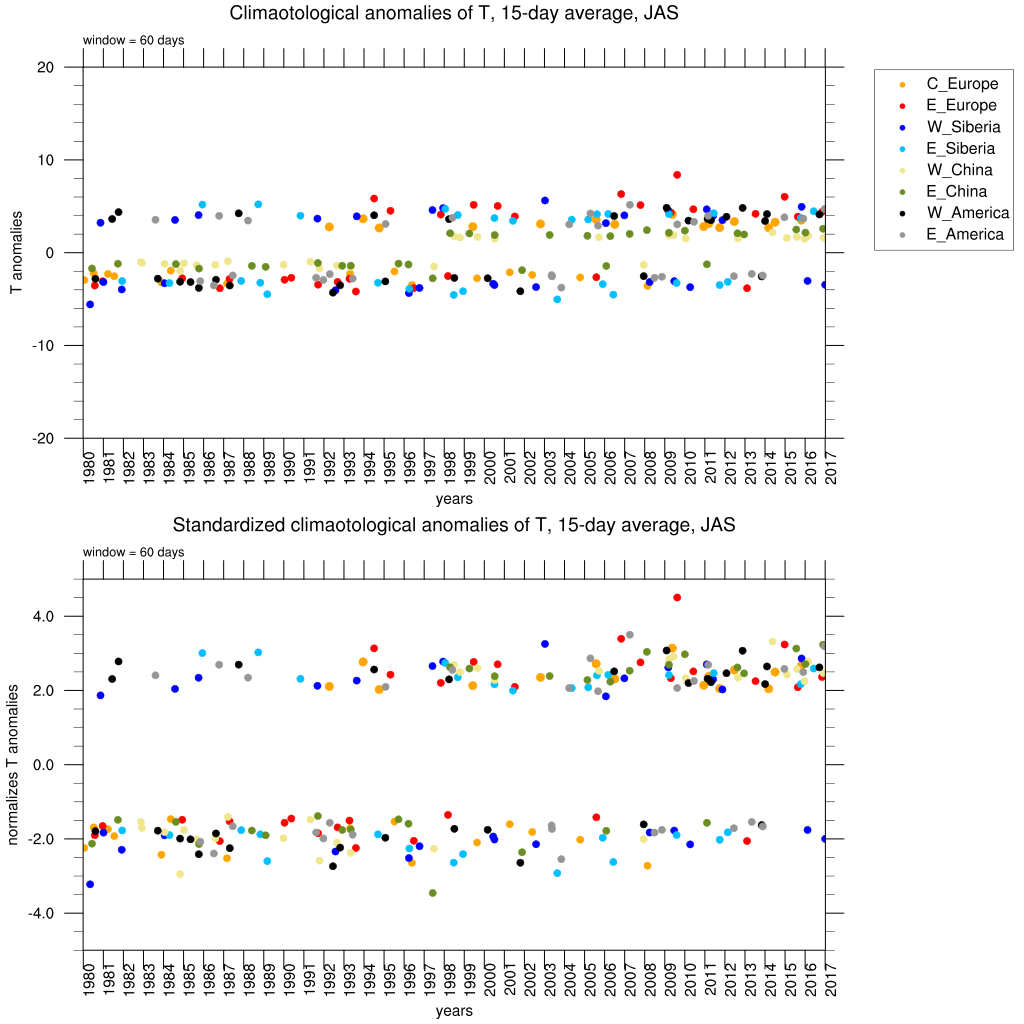 Climaotological anomalies of T, 15-day average, JAS
window = 60 days
T anomalies
20
10
0
-10
-20
1980 1981 1982 1983 1984 1985 1986 1987 1988 1989 1990 1991 1992 1993 1994 1995 1996 1997 1998 1999 2000 2001 2002 2003 2004 2005 2006 2007 2008 2009 2010 2011 2012 2013 2014 2015 2016 2017
years
C_Europe
E_Europe
W_Siberia
E_Siberia
W_China
E_China
W_America
E_America
Standardized climaotological anomalies of T, 15-day average, JAS
window = 60 days
normalizes T anomalies
4.0
2.0
0.0
-2.0
-4.0
1980 1981 1982 1983 1984 1985 1986 1987 1988 1989 1990 1991 1992 1993 1994 1995 1996 1997 1998 1999 2000 2001 2002 2003 2004 2005 2006 2007 2008 2009 2010 2011 2012 2013 2014 2015 2016 2017
years